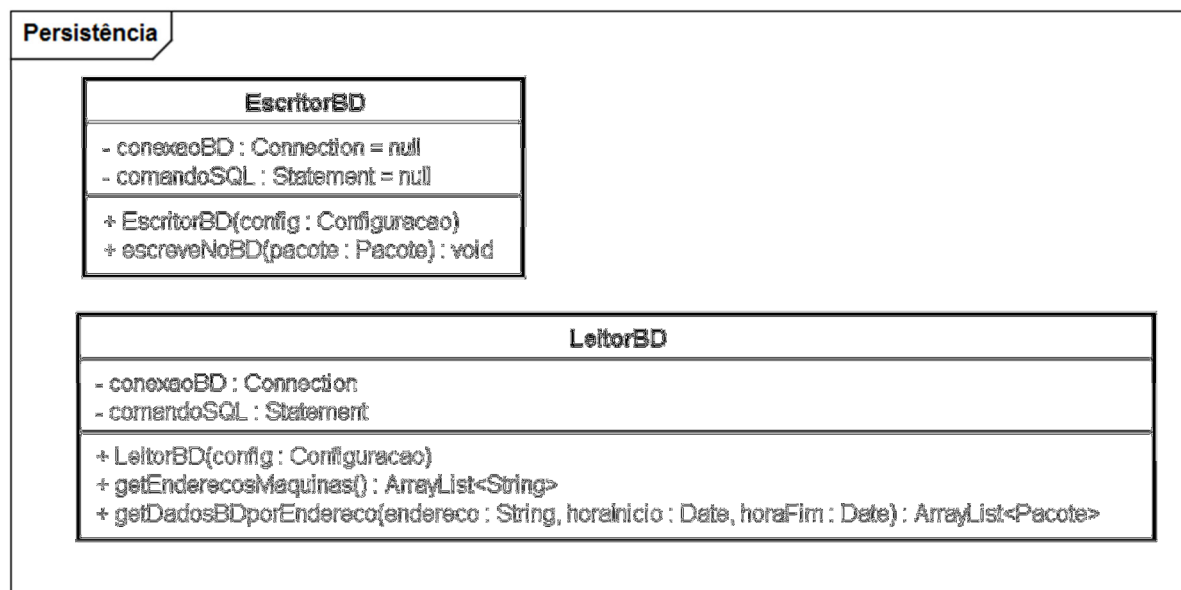 Persistência
EscritorBD
- conexaoBD : Connection = null
- comandoSQL : Statement = null
+ EscritorBD(config : Configuracao)
+ escreveNoBD(pacote : Pacote) : void
LeitorBD
- conexaoBD : Connection
- comandoSQL : Statement
+ LeitorBD(config : Configuracao)
+ getEnderecosMaquinas() : ArrayList<String>
+ getDadosBDporEndereco(endereco : String, horaInicio : Date, horaFim : Date) : ArrayList<Pacote>